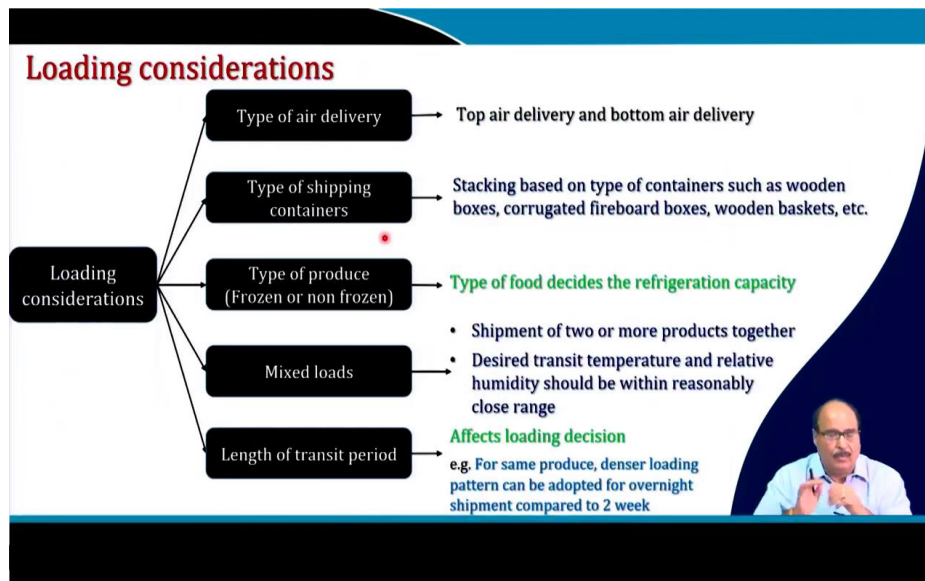 Loading considerations
Type of air delivery
Top air delivery and bottom air delivery
Type of shipping
containers
Stacking based on type of containers such as wooden
boxes, corrugated fireboard boxes, wooden baskets, etc.
Loading
considerations
Type of produce
(Frozen or non frozen)
Type of food decides the refrigeration capacity
Mixed loads
• Shipment of two or more products together
• Desired transit temperature and relative
humidity should be within reasonably
close range
Length of transit period
Affects loading decision
e.g. For same produce, denser loading
pattern can be adopted for overnight
shipment compared to 2 week